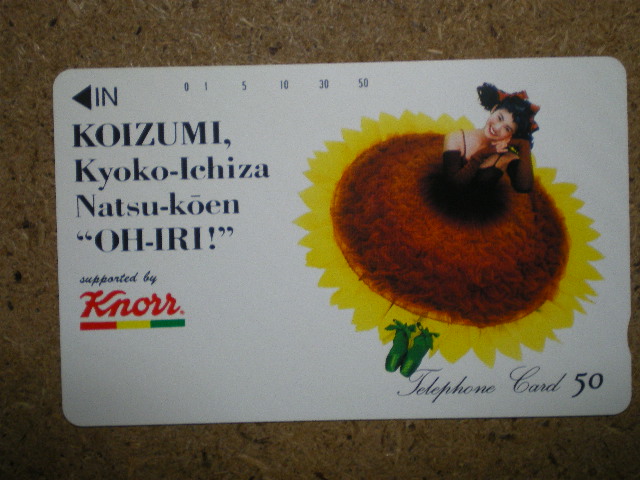 IN
0 1 5 10 30 50
KOIZUMI,
Kyoko-Ichiza
Natsu-kōen
“OH-IRI!”
supported by
Knorr
Telephone Card 50